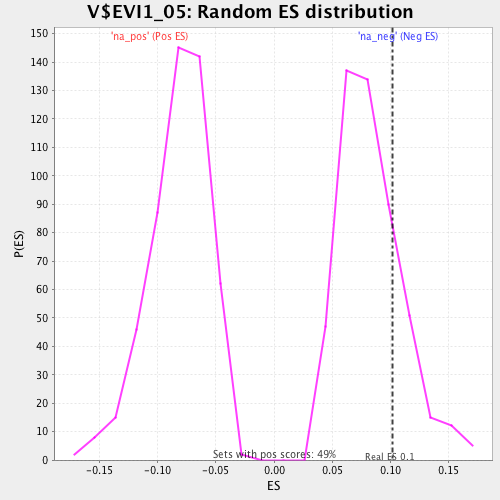 V$EVI1_05: Random ES distribution
'na_pos' (Pos ES)
'na_neg' (Neg ES)
150
140
130
120
110
100
90
80
70
60
50
40
30
20
10
0
P(ES)
Sets with pos scores: 49%
Real ES 0.1
-0.15 -0.10 -0.05 0.00 0.05 0.10 0.15
ES